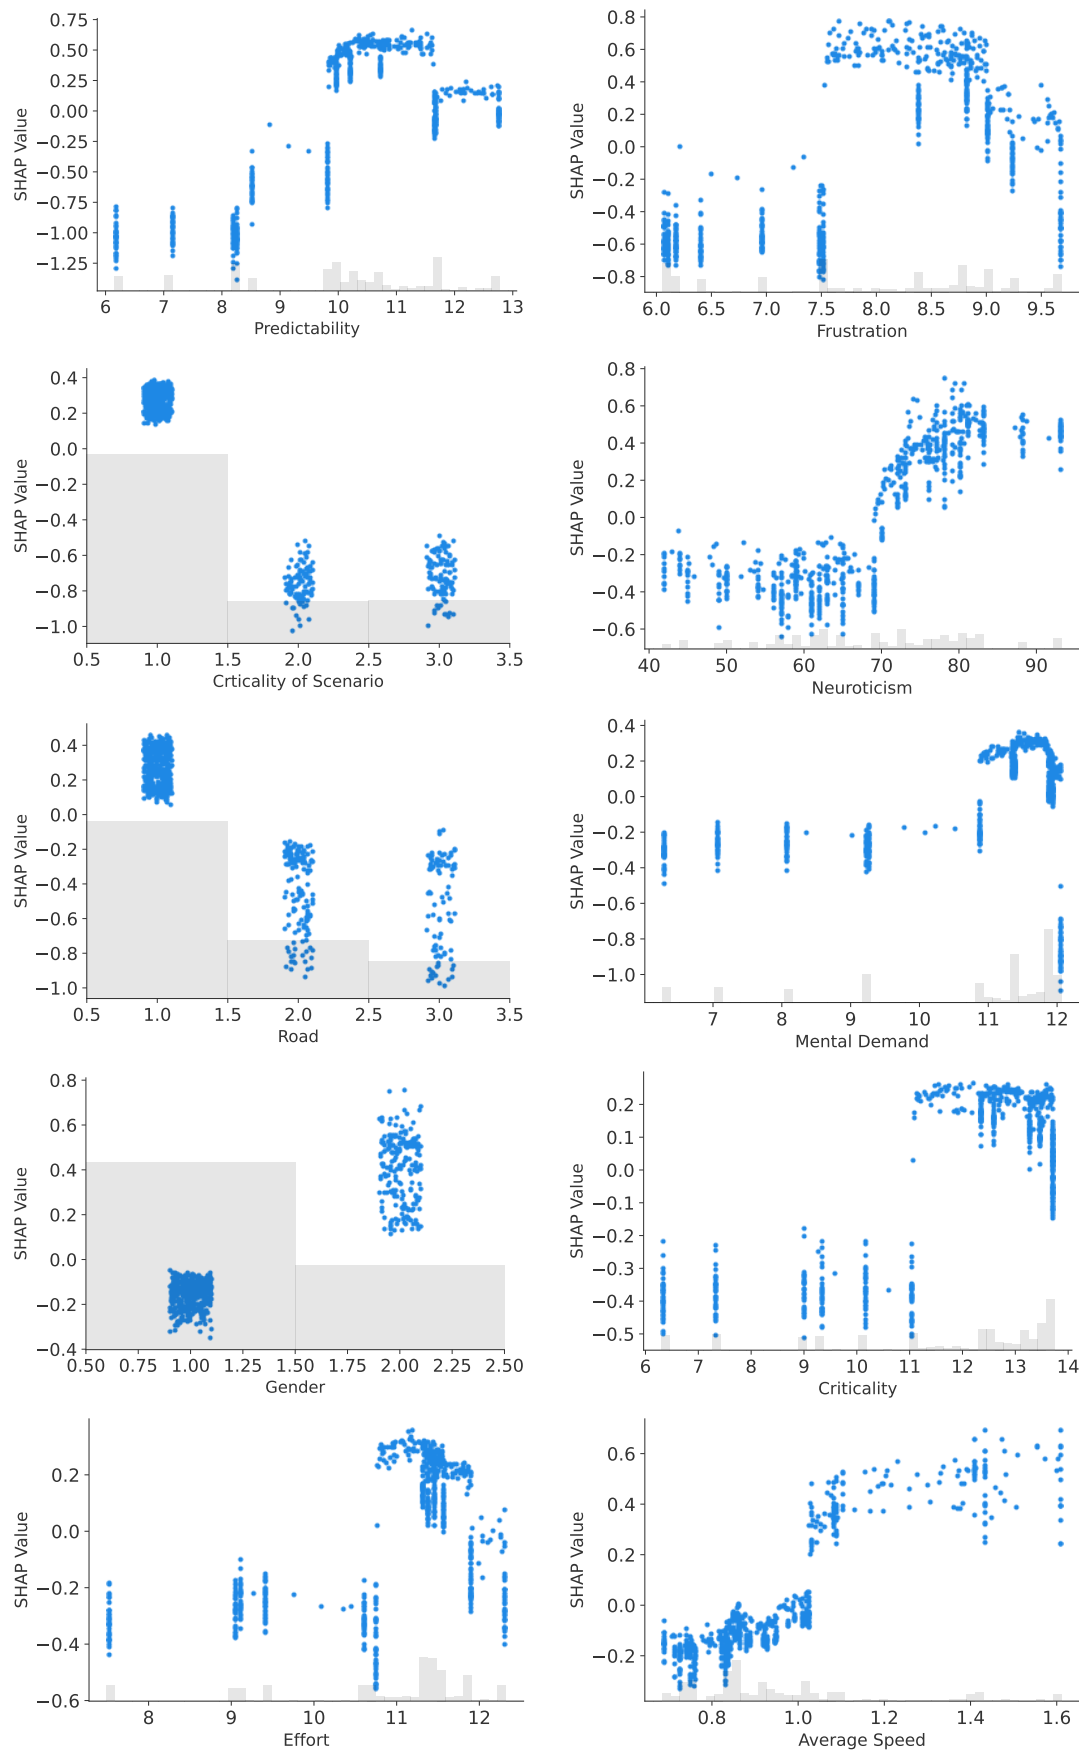 0.75
0.50
0.25
0.00
−0.25
−0.50
−0.75
−1.00
−1.25
SHAP Value
6 7 8 9 10 11 12 13
Predictability
0.8
0.6
0.4
0.2
0.0
−0.2
−0.4
−0.6
−0.8
SHAP Value
6.0 6.5 7.0 7.5 8.0 8.5 9.0 9.5
Frustration
0.4
0.2
0.0
−0.2
−0.4
−0.6
−0.8
−1.0
SHAP Value
0.5 1.0 1.5 2.0 2.5 3.0 3.5
Crticality of Scenario
0.8
0.6
0.4
0.2
0.0
−0.2
−0.4
−0.6
SHAP Value
40 50 60 70 80 90
Neuroticism
0.4
0.2
0.0
−0.2
−0.4
−0.6
−0.8
−1.0
SHAP Value
0.5 1.0 1.5 2.0 2.5 3.0 3.5
Road
0.4
0.2
0.0
−0.2
−0.4
−0.6
−0.8
−1.0
SHAP Value
7 8 9 10 11 12
Mental Demand
0.8
0.6
0.4
0.2
0.0
−0.2
−0.4
SHAP Value
0.50 0.75 1.00 1.25 1.50 1.75 2.00 2.25 2.50
Gender
0.2
0.1
0.0
−0.1
−0.2
−0.3
−0.4
−0.5
SHAP Value
6 7 8 9 10 11 12 13 14
Criticality
0.2
0.0
−0.2
−0.4
−0.6
SHAP Value
8 9 10 11 12
Effort
0.6
0.4
0.2
0.0
−0.2
SHAP Value
0.8 1.0 1.2 1.4 1.6
Average Speed